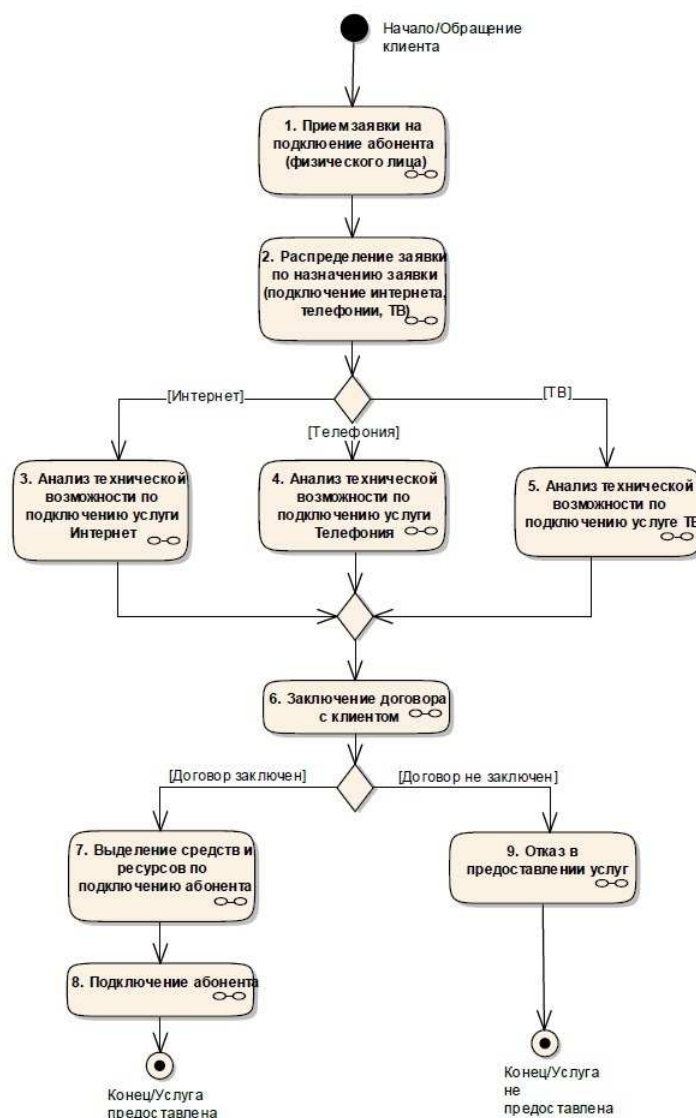 Начало/Обращение
клиента
1. Прием заявки на
подклюение абонента
(физического лица)
2. Распределение заявки
по назначению заявки
(подключение интернета,
телефонии, ТВ)
[Интернет]
[Телефония]
[ТВ]
3. Анализ технической
возможности по
подключению услуги
Интернет
4. Анализ технической
возможности по
подключению услуги
Телефония
5. Анализ технической
возможности по
подключению услуге ТВ
6. Заключение договора
с клиентом
[Договор заключен]
[Договор не заключен]
7. Выделение средств и
ресурсов по
подключению абонента
9. Отказ в
предоставлении услуг
8. Подключение абонента
Конец/Услуга
предоставлена
Конец/Услуга
не
предоставлена